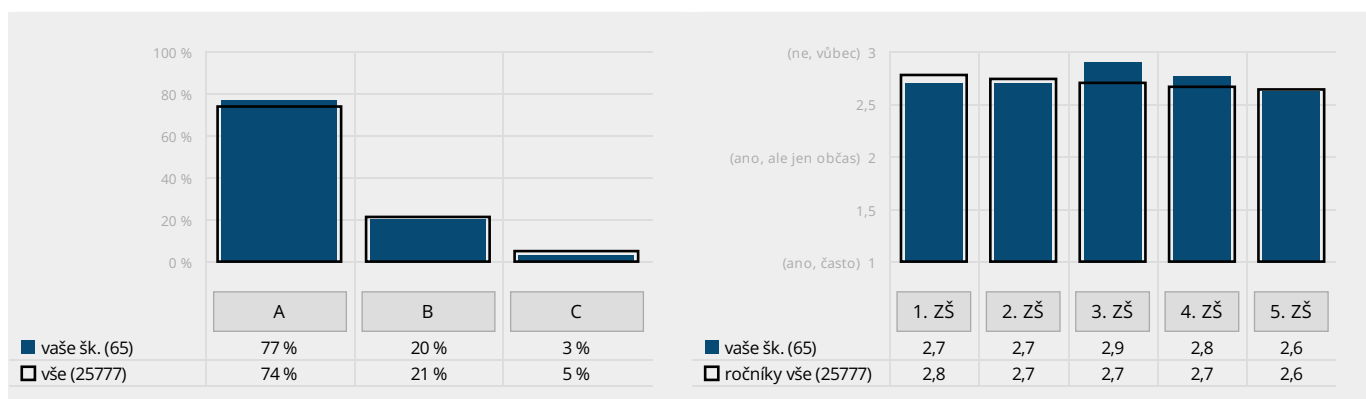 100 %
80 %
60 %
40 %
20 %
0 %
A B C
vaše šk. (65) 77 % 20 % 3 %
vše (25777) 74 % 21 % 5 %
(ne, vůbec) 3
2,5
(ano, ale jen občas) 2
1,5
(ano, často) 1
1. ZŠ 2. ZŠ 3. ZŠ 4. ZŠ 5. ZŠ
vaše šk. (65) 2,7 2,7 2,9 2,8 2,6
ročníky vše (25777) 2,8 2,7 2,7 2,7 2,6